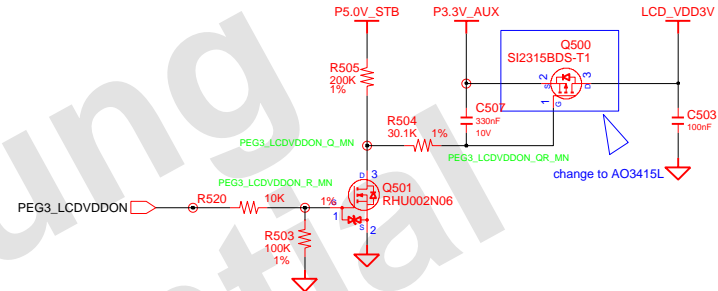 P5.0V_STB
P3.3V_AUX
LCD_VDD3V
Q500
SI2315BDS-T1
R505
200K
1%
2
3
S
D
1
G
C507
330nF
10V
C503
100nF
R504
30.1K
1%
PEG3_LCDVDDON_Q_MN
PEG3_LCDVDDON_QR_MN
change to AO3415L
D
3
Q501
RHU002N06
PEG3_LCDVDDON_R_MN
PEG3_LCDVDDON
R520
10K
1%
G
1
S
2
R503
100K
1%